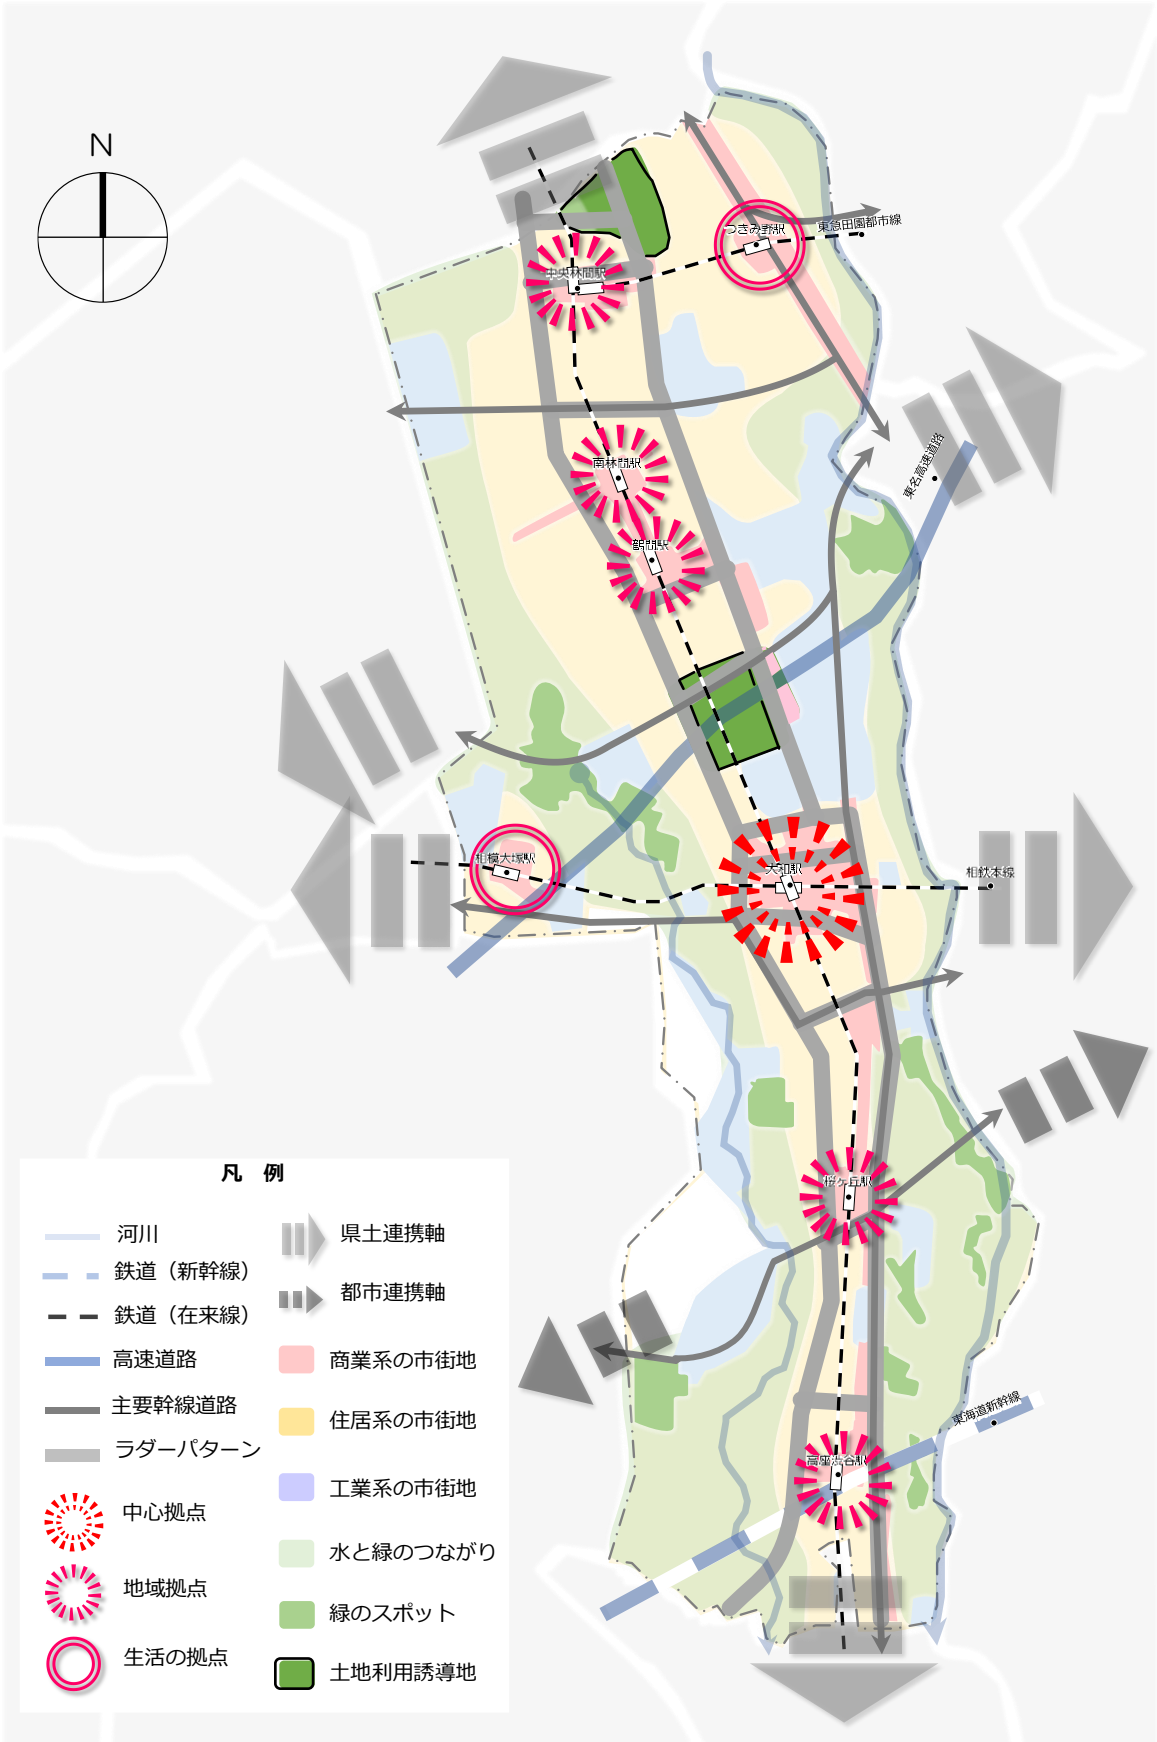 N
つきみ野駅
東急田園都市線
中央林間駅
東名高速道路
南林間駅
鶴間駅
相模大塚駅
大和駅
相鉄本線
桜ヶ丘駅
東海道新幹線
高座渋谷駅
凡 例
河川
鉄道（新幹線）
鉄道（在来線）
高速道路
主要幹線道路
ラダーパターン
中心拠点
地域拠点
生活の拠点
県土連携軸
都市連携軸
商業系の市街地
住居系の市街地
工業系の市街地
水と緑のつながり
緑のスポット
土地利用誘導地